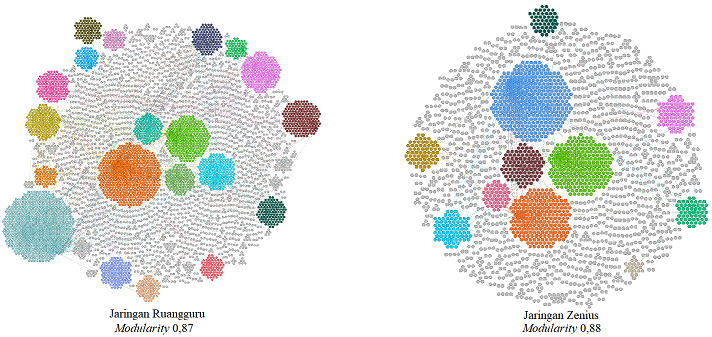 Jaringan Ruangguru
Modularity 0,87
Jaringan Zenius
Modularity 0,88